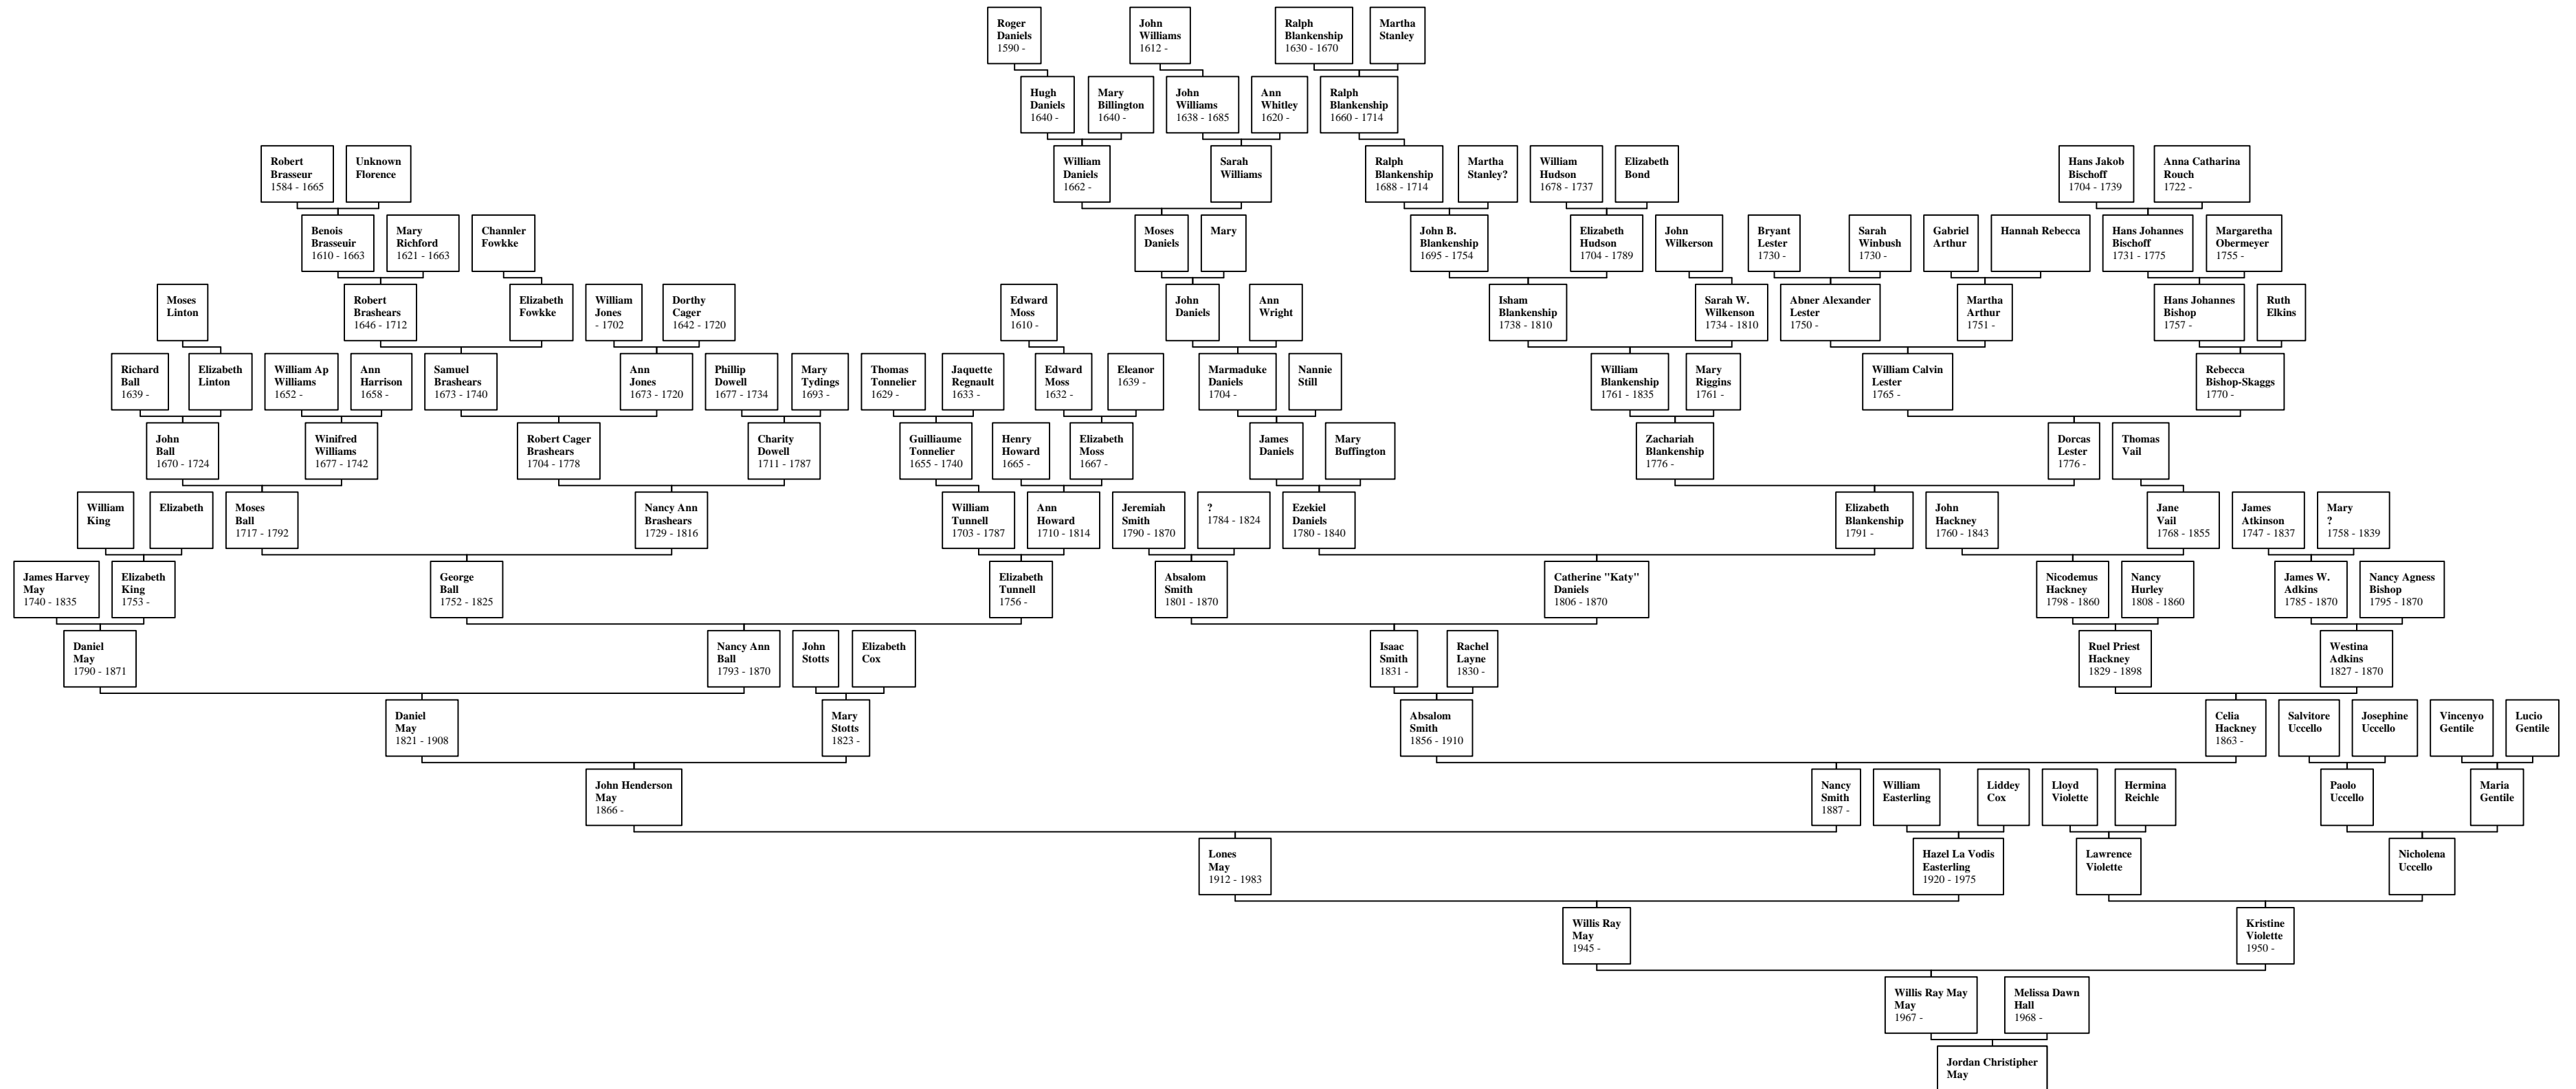 Roger
Daniels
1590 -
John
Williams
1612 -
Ralph
Blankenship
1630 - 1670
Martha
Stanley
Hugh
Daniels
1640 -
Mary
Billington
1640 -
John
Williams
1638 - 1685
Ann
Whitley
1620 -
Ralph
Blankenship
1660 - 1714
Robert
Brasseur
1584 - 1665
Unknown
Florence
William
Daniels
1662 -
Sarah
Williams
Ralph
Blankenship
1688 - 1714
Martha
Stanley?
William
Hudson
1678 - 1737
Elizabeth
Bond
Hans Jakob
Bischoff
1704 - 1739
Anna Catharina
Rouch
1722 -
Benois
Brasseuir
1610 - 1663
Mary
Richford
1621 - 1663
Channler
Fowkke
Moses
Daniels
Mary
John B.
Blankenship
1695 - 1754
Elizabeth
Hudson
1704 - 1789
John
Wilkerson
Bryant
Lester
1730 -
Sarah
Winbush
1730 -
Gabriel
Arthur
Hannah Rebecca
Hans Johannes
Bischoff
1731 - 1775
Margaretha
Obermeyer
1755 -
Moses
Linton
Robert
Brashears
1646 - 1712
Elizabeth
Fowkke
William
Jones
- 1702
Dorthy
Cager
1642 - 1720
Edward
Moss
1610 -
John
Daniels
Ann
Wright
Isham
Blankenship
1738 - 1810
Sarah W.
Wilkenson
1734 - 1810
Abner Alexander
Lester
1750 -
Martha
Arthur
1751 -
Hans Johannes
Bishop
1757 -
Ruth
Elkins
Richard
Ball
1639 -
Elizabeth
Linton
William Ap
Williams
1652 -
Ann
Harrison
1658 -
Samuel
Brashears
1673 - 1740
Ann
Jones
1673 - 1720
Phillip
Dowell
1677 - 1734
Mary
Tydings
1693 -
Thomas
Tonnelier
1629 -
Jaquette
Regnault
1633 -
Edward
Moss
1632 -
Eleanor
1639 -
Marmaduke
Daniels
1704 -
Nannie
Still
William
Blankenship
1761 - 1835
Mary
Riggins
1761 -
William Calvin
Lester
1765 -
Rebecca
Bishop-Skaggs
1770 -
John
Ball
1670 - 1724
Winifred
Williams
1677 - 1742
Robert Cager
Brashears
1704 - 1778
Charity
Dowell
1711 - 1787
Guilliaume
Tonnelier
1655 - 1740
Henry
Howard
1665 -
Elizabeth
Moss
1667 -
James
Daniels
Mary
Buffington
Zachariah
Blankenship
1776 -
Dorcas
Lester
1776 -
Thomas
Vail
William
King
Elizabeth
Moses
Ball
1717 - 1792
Nancy Ann
Brashears
1729 - 1816
William
Tunnell
1703 - 1787
Ann
Howard
1710 - 1814
Jeremiah
Smith
1790 - 1870
?
1784 - 1824
Ezekiel
Daniels
1780 - 1840
Elizabeth
Blankenship
1791 -
John
Hackney
1760 - 1843
Jane
Vail
1768 - 1855
James
Atkinson
1747 - 1837
Mary
?
1758 - 1839
James Harvey
May
1740 - 1835
Elizabeth
King
1753 -
George
Ball
1752 - 1825
Elizabeth
Tunnell
1756 -
Absalom
Smith
1801 - 1870
Catherine "Katy"
Daniels
1806 - 1870
Nicodemus
Hackney
1798 - 1860
Nancy
Hurley
1808 - 1860
James W.
Adkins
1785 - 1870
Nancy Agness
Bishop
1795 - 1870
Daniel
May
1790 - 1871
Nancy Ann
Ball
1793 - 1870
John
Stotts
Elizabeth
Cox
Isaac
Smith
1831 -
Rachel
Layne
1830 -
Ruel Priest
Hackney
1829 - 1898
Westina
Adkins
1827 - 1870
Daniel
May
1821 - 1908
Mary
Stotts
1823 -
Absalom
Smith
1856 - 1910
Celia
Hackney
1863 -
Salvitore
Uccello
Josephine
Uccello
Vincenyo
Gentile
Lucio
Gentile
John Henderson
May
1866 -
Nancy
Smith
1887 -
William
Easterling
Liddey
Cox
Lloyd
Violette
Hermina
Reichle
Paolo
Uccello
Maria
Gentile
Lones
May
1912 - 1983
Hazel La Vodis
Easterling
1920 - 1975
Lawrence
Violette
Nicholena
Uccello
Willis Ray
May
1945 -
Kristine
Violette
1950 -
Willis Ray May
May
1967 -
Melissa Dawn
Hall
1968 -
Jordan Christipher
May